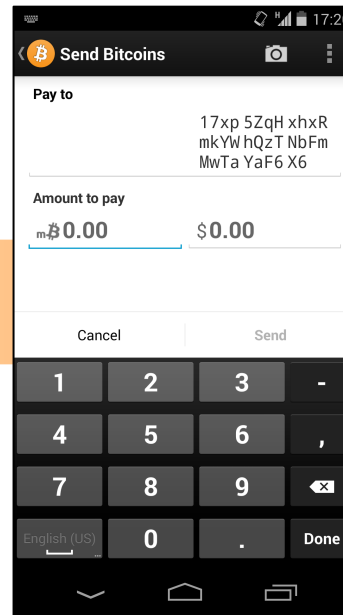 17:26
Send Bitcoins
Pay to
17xp 5ZqH xhxR
mkYW hQzT NbFm
MwTa YaF6 X6
Amount to pay
m฿0.00 $0.00
Cancel Send
1 2 3 -
4 5 6 ,
7 8 9
English (US) 0 . Done